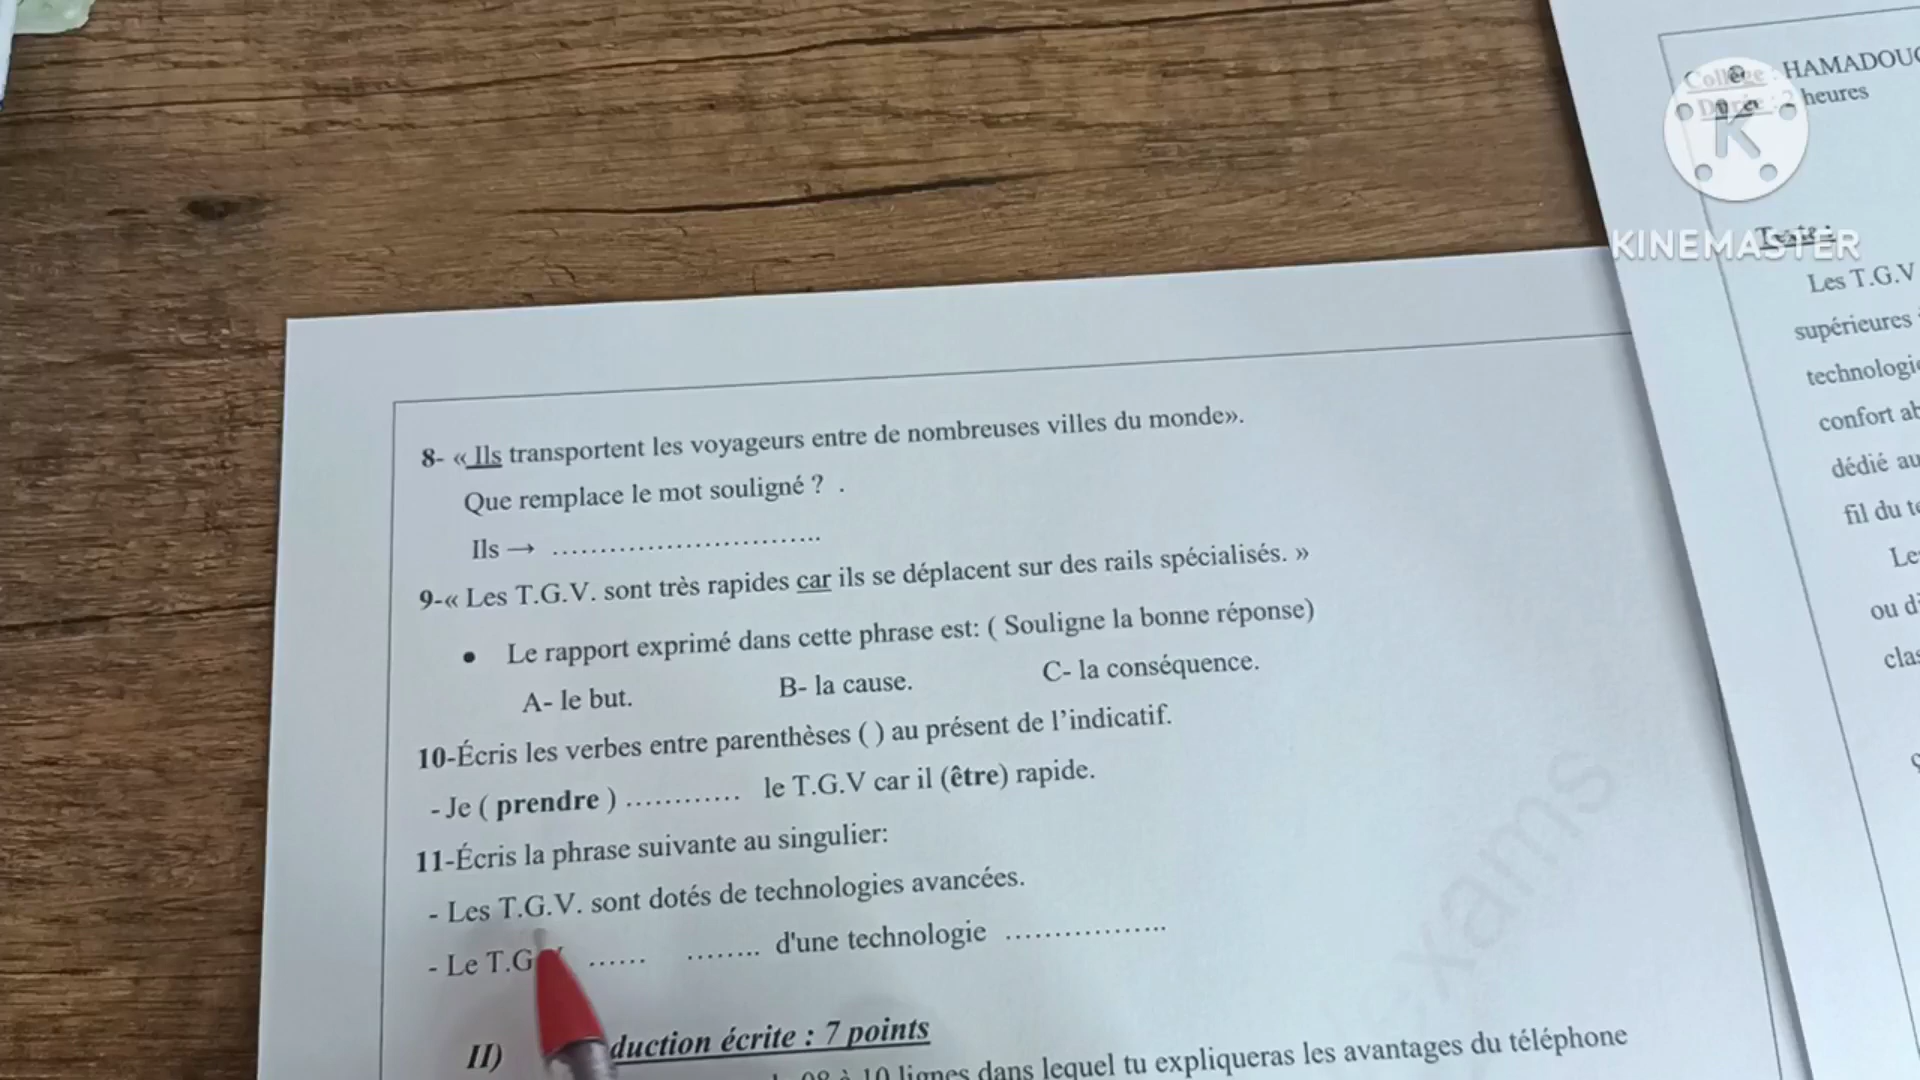 8- « Ils transportent les voyageurs entre de nombreuses villes du monde».
Que remplace le mot souligné ? .
Ils → ................................
9-« Les T.G.V. sont très rapides car ils se déplacent sur des rails spécialisés. »
• Le rapport exprimé dans cette phrase est: ( Souligne la bonne réponse)
A- le but. B- la cause. C- la conséquence.
10-Écris les verbes entre parenthèses ( ) au présent de l’indicatif.
- Je ( prendre ) ............ le T.G.V car il (être) rapide.
11-Écris la phrase suivante au singulier:
- Les T.G.V. sont dotés de technologies avancées.
- Le T.G.V ...... ........ d'une technologie .................
II) duction écrite : 7 points
08 à 10 lignes dans lequel tu expliqueras les avantages du téléphone
exams
Collège : HAMADOU
Durée : 2 heures
KINEMASTER
Texte :
Les T.G.V
supérieures
technologi
confort ab
dédié au
fil du
ou
clas